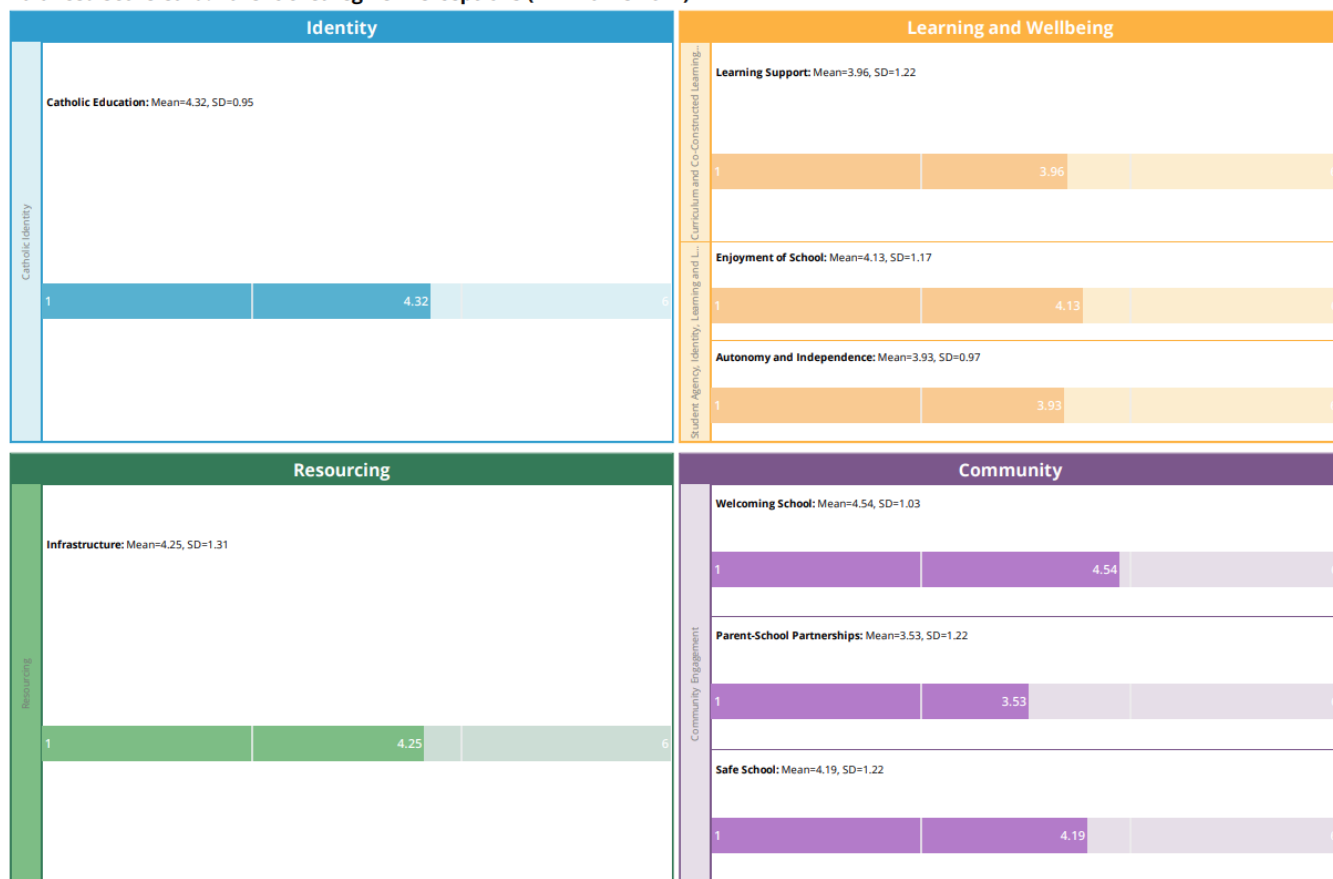 Identity
Catholic Identity
Catholic Education: Mean=4.32, SD=0.95
1 4.32 6
Learning and Wellbeing
Curriculum and Co-Constructed Learning...
Learning Support: Mean=3.96, SD=1.22
1 3.96
Student Agency, Identity, Learning and L...
Enjoyment of School: Mean=4.13, SD=1.17
1 4.13
Autonomy and Independence: Mean=3.93, SD=0.97
1 3.93
Resourcing
Resourcing
Infrastructure: Mean=4.25, SD=1.31
1 4.25 6
Community
Community Engagement
Welcoming School: Mean=4.54, SD=1.03
1 4.54
Parent-School Partnerships: Mean=3.53, SD=1.22
1 3.53
Safe School: Mean=4.19, SD=1.22
1 4.19